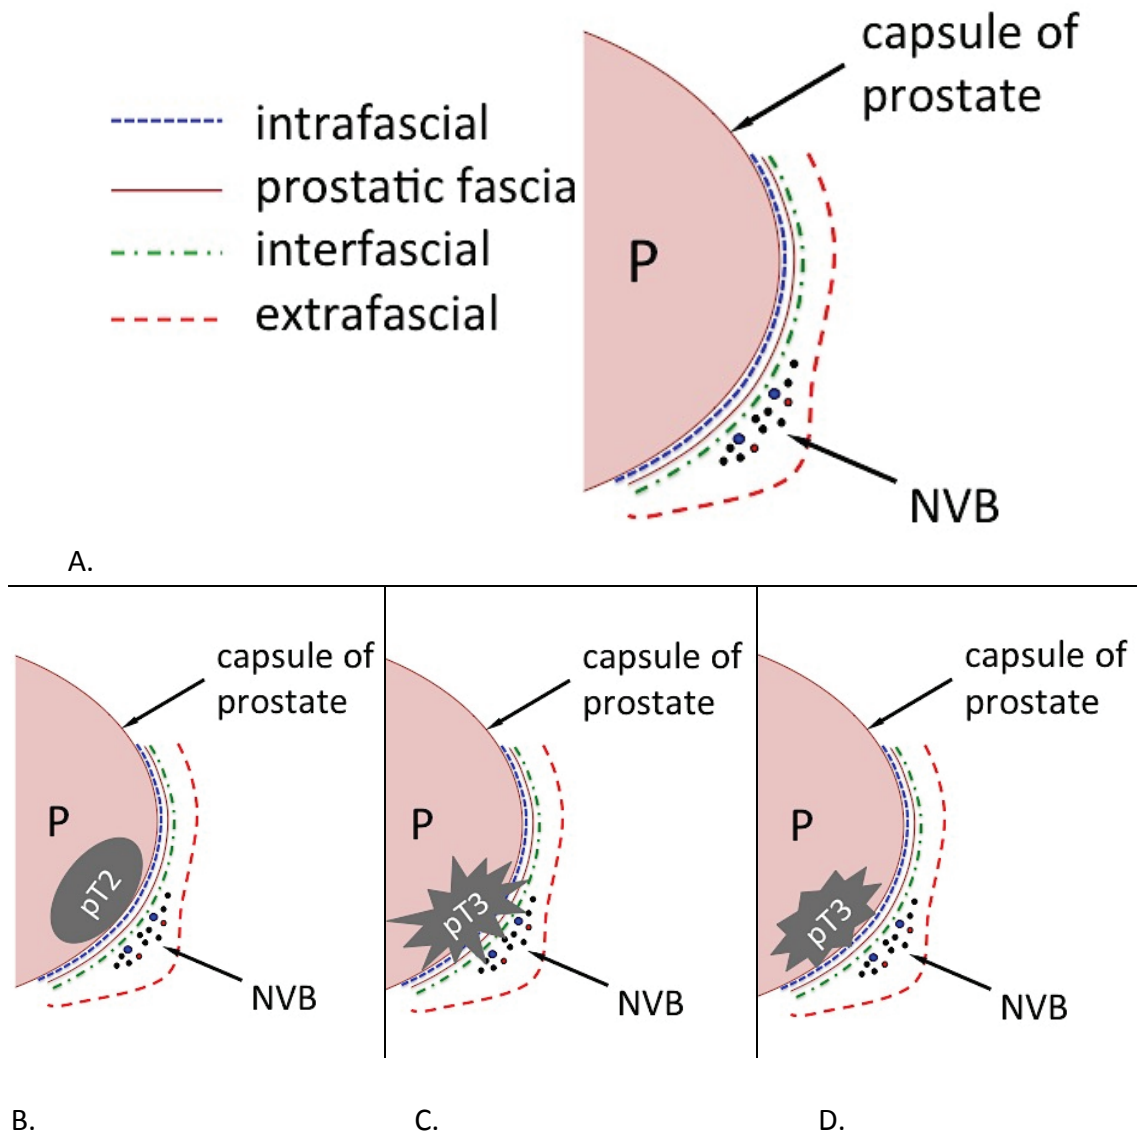 capsule of
prostate
intrafascial
prostatic fascia
interfascial
extrafascial
P
NVB
A.
capsule of
prostate
P
pT2
NVB
B.
capsule of
prostate
P
pT3
NVB
C.
capsule of
prostate
P
pT3
NVB
D.